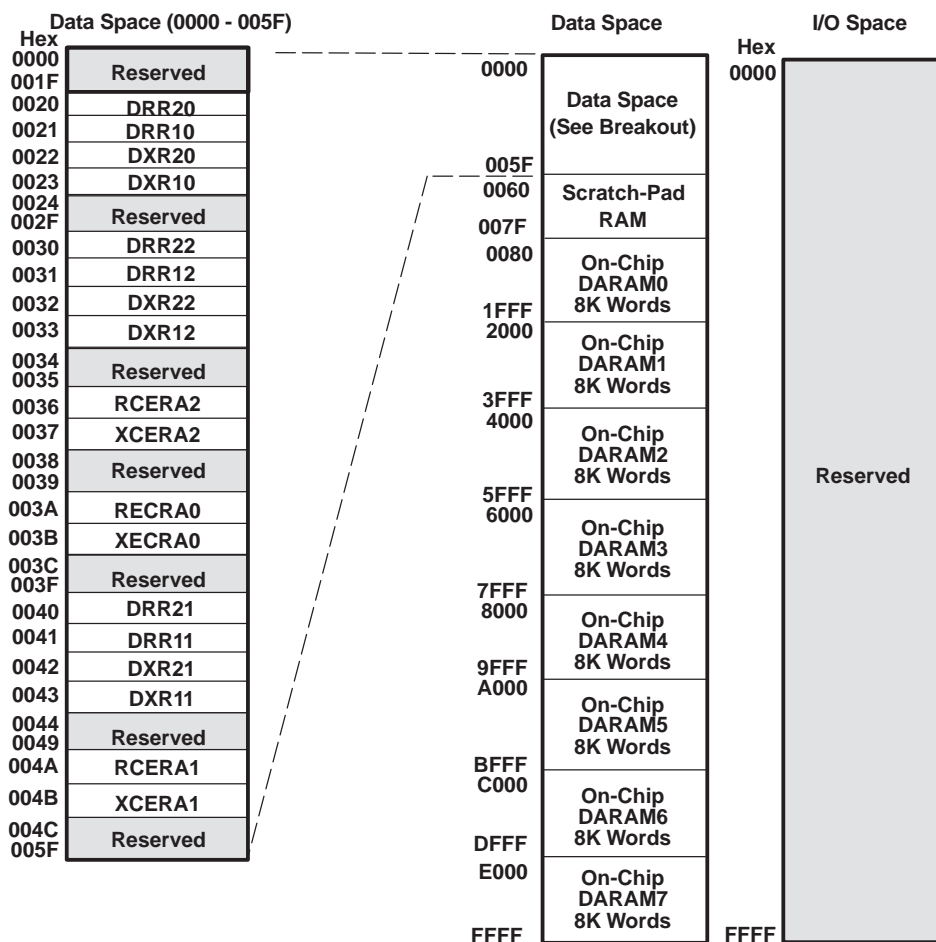 Data Space (0000 - 005F)
Hex
0000
001F
Reserved
0020
DRR20
0021
DRR10
0022
DXR20
0023
DXR10
0024
002F
Reserved
0030
DRR22
0031
DRR12
0032
DXR22
0033
DXR12
0034
0035
Reserved
0036
RCERA2
0037
XCERA2
0038
0039
Reserved
003A
RECRA0
003B
XECRA0
003C
003F
Reserved
0040
DRR21
0041
DRR11
0042
DXR21
0043
DXR11
0044
0049
Reserved
004A
RCERA1
004B
XCERA1
004C
005F
Reserved
Data Space
0000
Data Space
(See Breakout)
005F
0060
Scratch-Pad
RAM
007F
0080
On-Chip
DARAM0
8K Words
1FFF
2000
On-Chip
DARAM1
8K Words
3FFF
4000
On-Chip
DARAM2
8K Words
5FFF
6000
On-Chip
DARAM3
8K Words
7FFF
8000
On-Chip
DARAM4
8K Words
9FFF
A000
On-Chip
DARAM5
8K Words
BFFF
C000
On-Chip
DARAM6
8K Words
DFFF
E000
On-Chip
DARAM7
8K Words
FFFF
I/O Space
Hex
0000
Reserved
FFFF